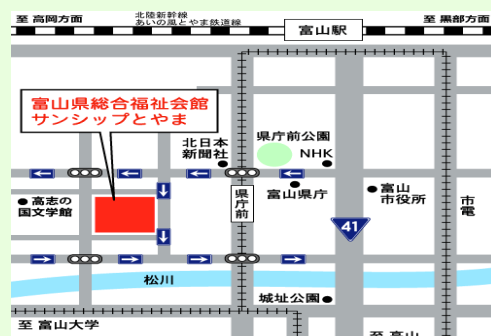 至 高岡方面
北陸新幹線
あいの風とやま鉄道線
富山駅
至 黒部方面
富山県総合福祉会館
サンシップとやま
北日本
新聞社
県庁前公園
NHK
高志の
国文学館
県庁前
富山県庁
富山
市役所
市電
41
松川
城址公園
至 富山大学
至 高山